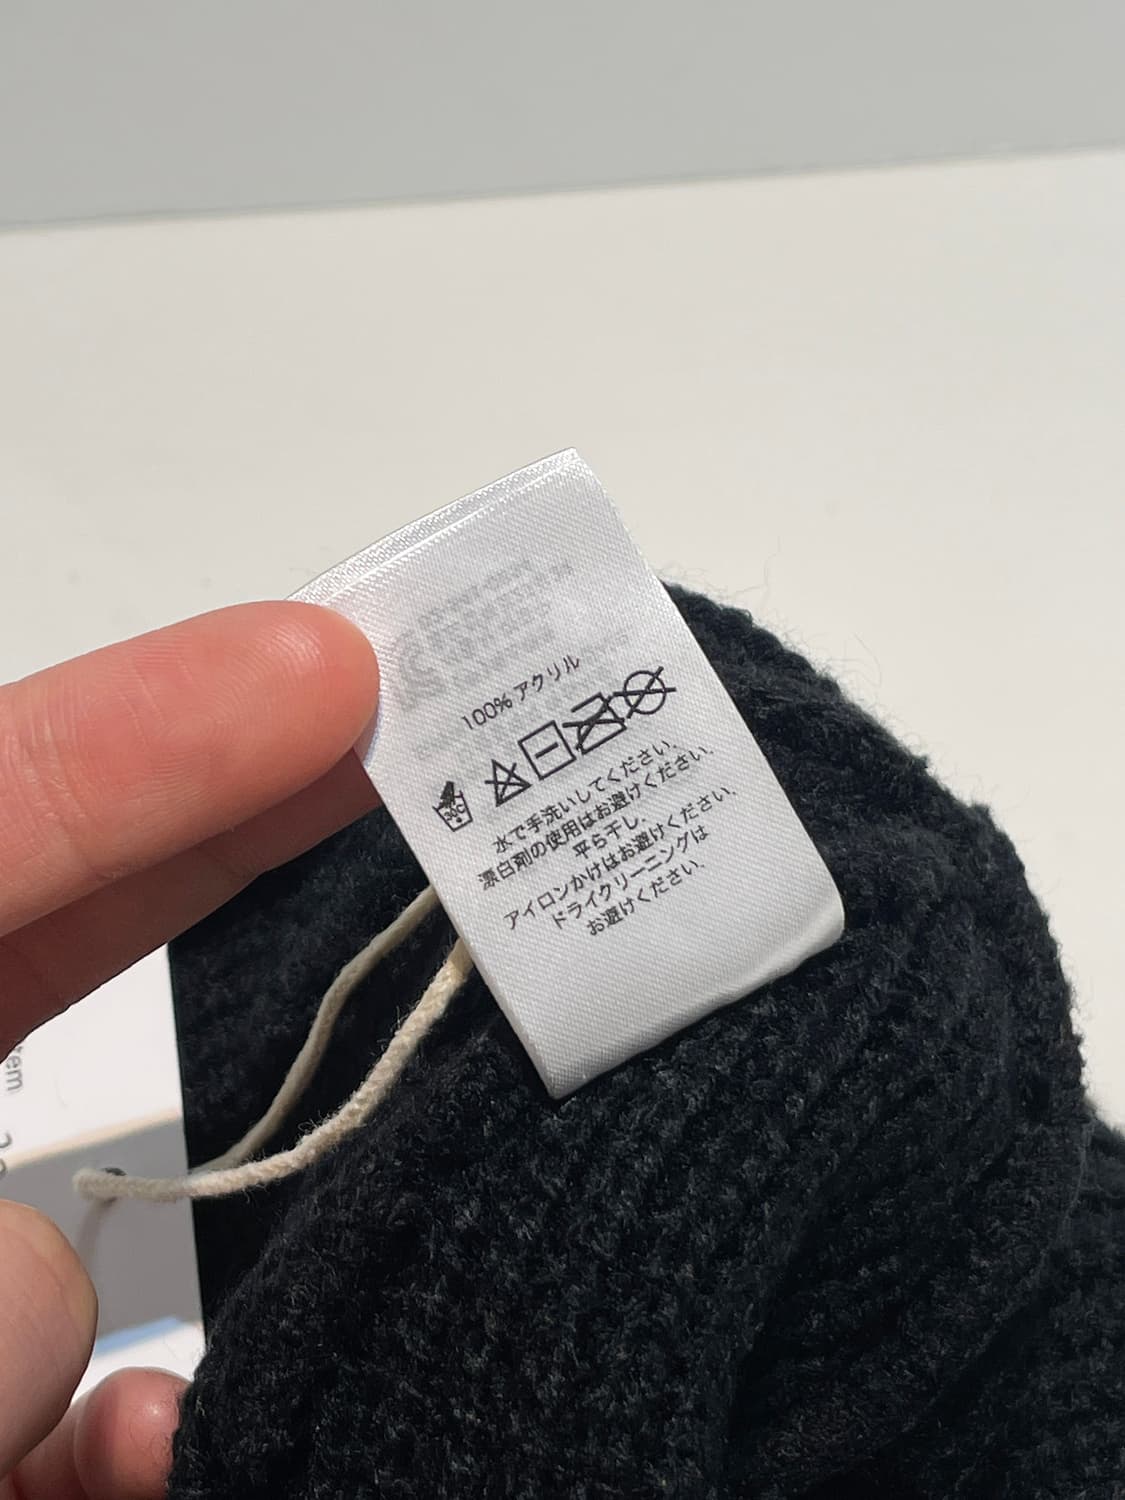 100% アクリル
30C
水で手洗いしてください.
漂白剤の使用はお避けください.
平ら干し.
アイロンかけはお避けください.
ドライクリーニングは
お避けください.